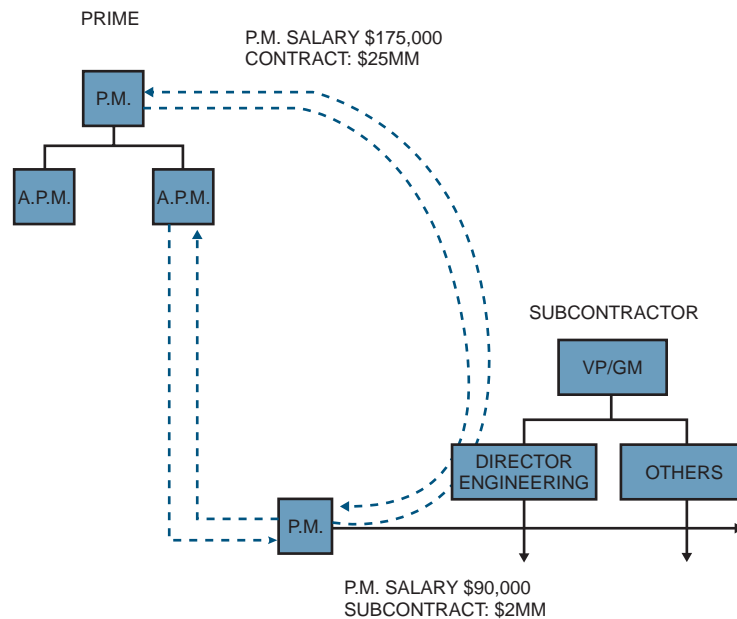 PRIME
P.M. SALARY $175,000
CONTRACT: $25MM
P.M.
A.P.M.
A.P.M.
SUBCONTRACTOR
VP/GM
DIRECTOR
ENGINEERING
OTHERS
P.M.
P.M. SALARY $90,000
SUBCONTRACT: $2MM